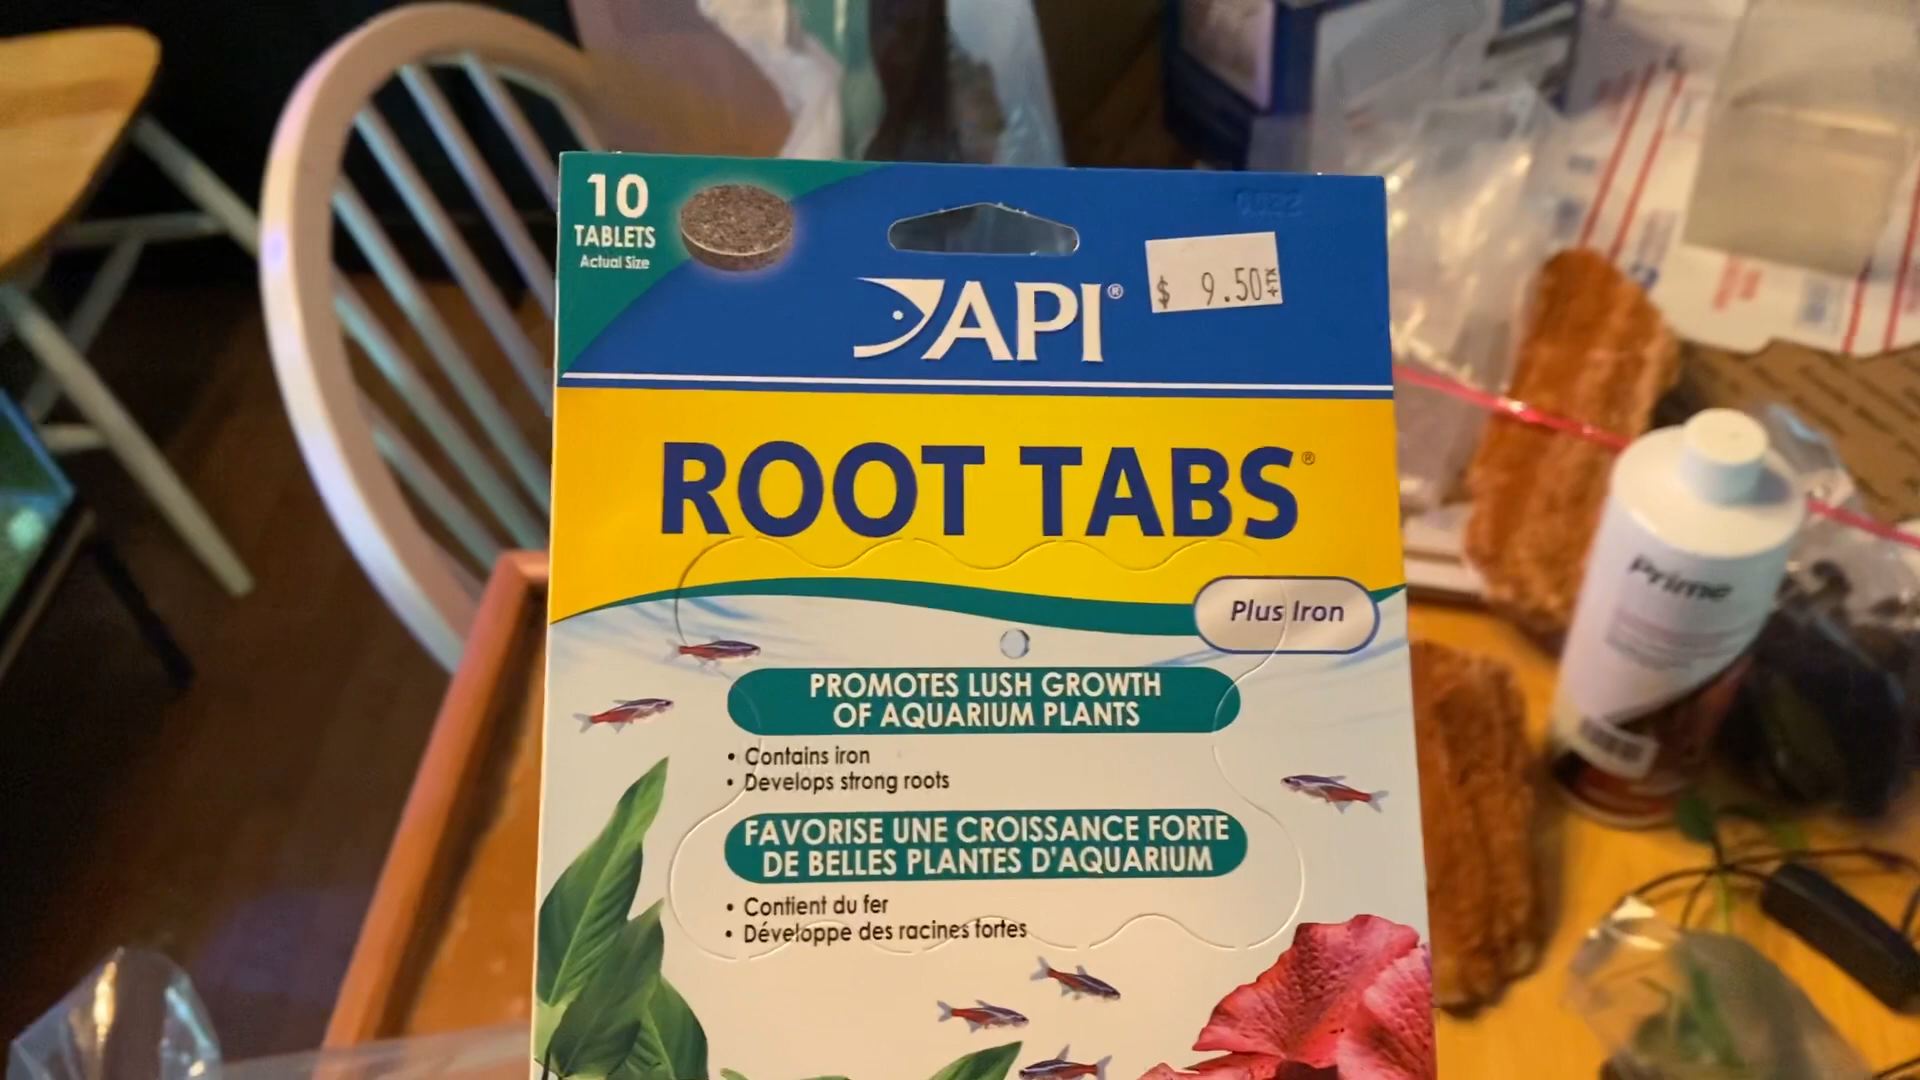 10
TABLETS
Actual Size
API®
$ 9.50 +TX
ROOT TABS®
Plus Iron
PROMOTES LUSH GROWTH
OF AQUARIUM PLANTS
• Contains iron
• Develops strong roots
FAVORISE UNE CROISSANCE FORTE
DE BELLES PLANTES D'AQUARIUM
• Contient du fer
• Développe des racines fortes
Prime